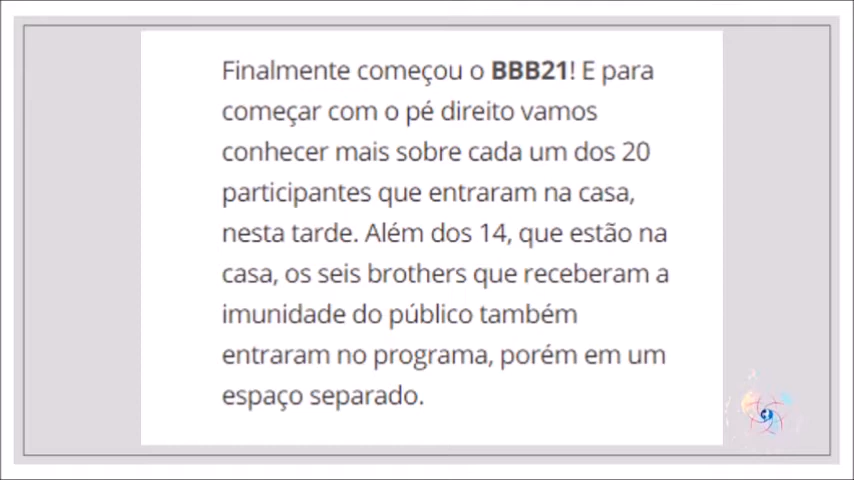 Finalmente começou o BBB21! E para
começar com o pé direito vamos
conhecer mais sobre cada um dos 20
participantes que entraram na casa,
nesta tarde. Além dos 14, que estão na
casa, os seis brothers que receberam a
imunidade do público também
entraram no programa, porém em um
espaço separado.